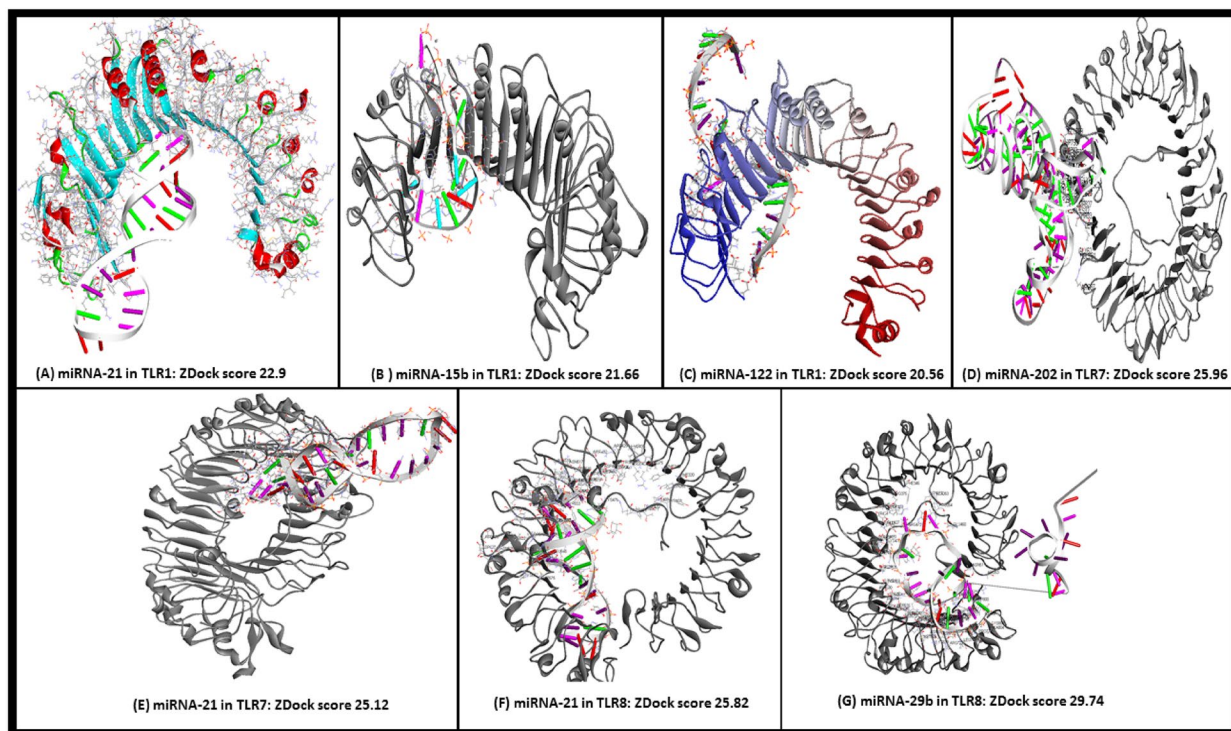 (A) miRNA-21 in TLR1: ZDock score 22.9
(B ) miRNA-15b in TLR1: ZDock score 21.66
(C) miRNA-122 in TLR1: ZDock score 20.56
(D) miRNA-202 in TLR7: ZDock score 25.96
(E) miRNA-21 in TLR7: ZDock score 25.12
(F) miRNA-21 in TLR8: ZDock score 25.82
(G) miRNA-29b in TLR8: ZDock score 29.74